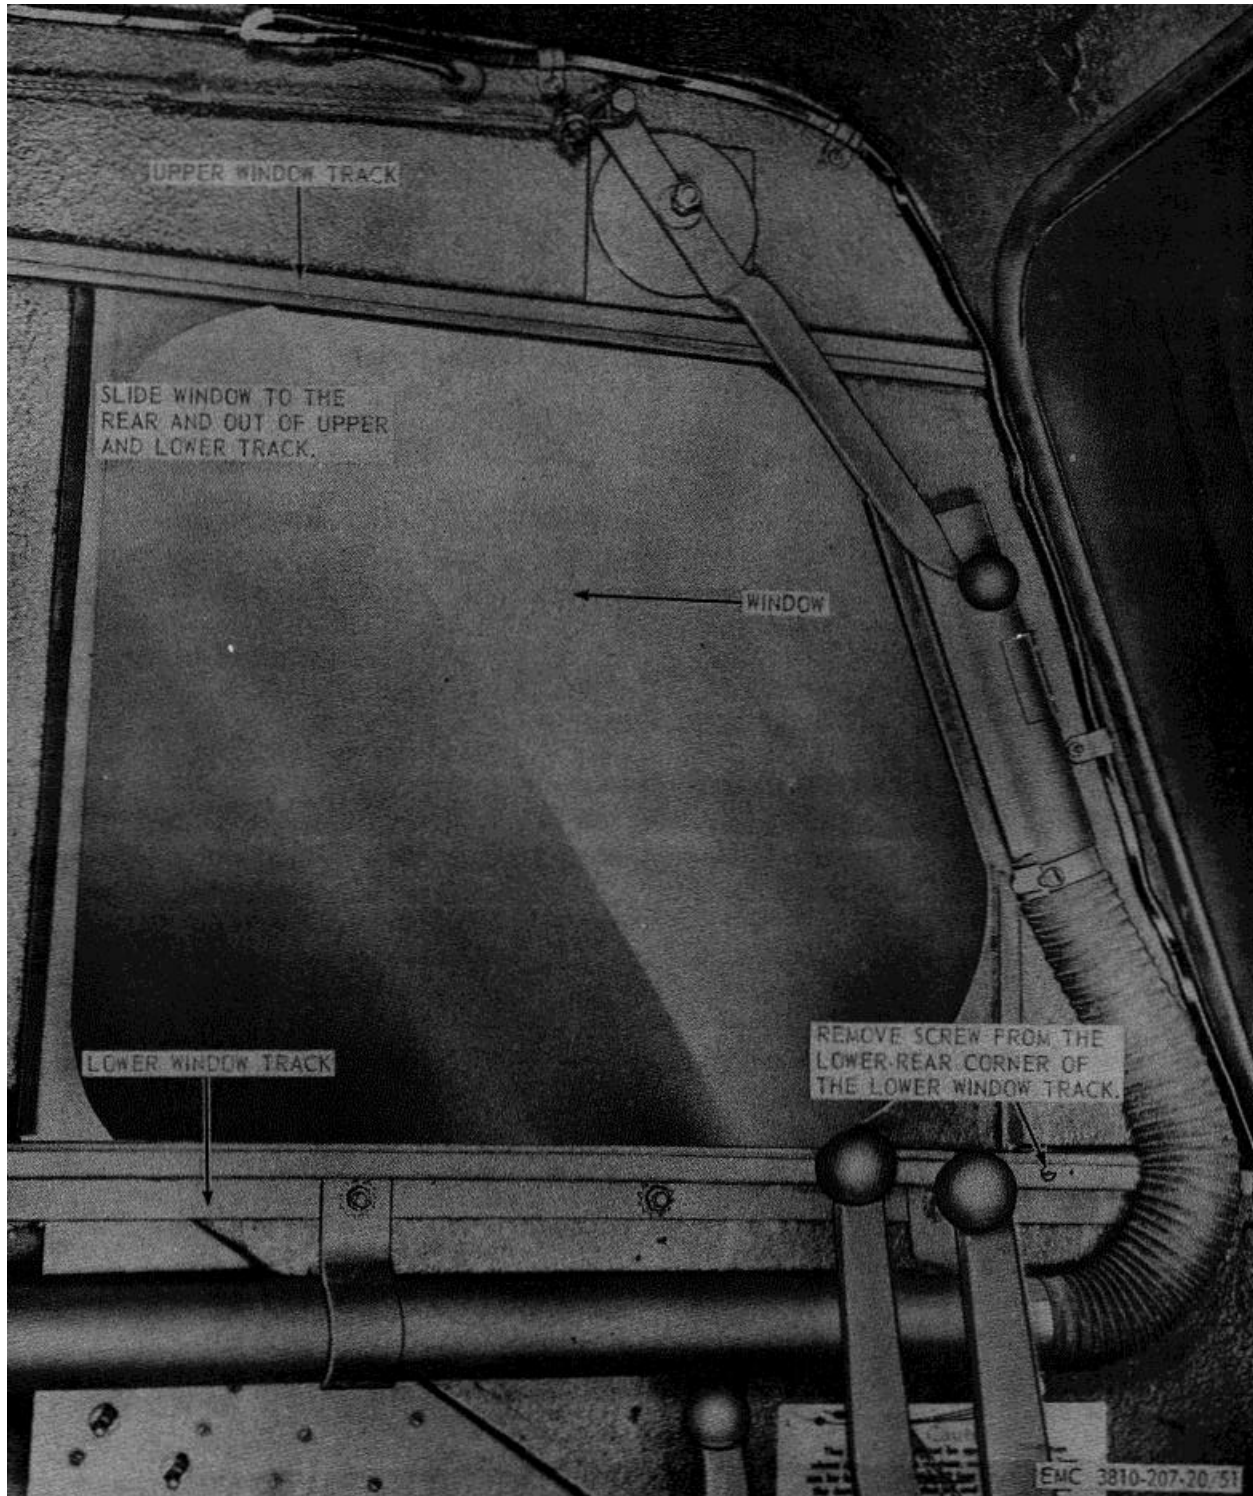 UPPER WINDOW TRACK
SLIDE WINDOW TO THE
REAR AND OUT OF UPPER
AND LOWER TRACK.
WINDOW
REMOVE SCREW FROM THE
LOWER-REAR CORNER OF
THE LOWER WINDOW TRACK.
LOWER WINDOW TRACK
EMC 3810-207-20/51